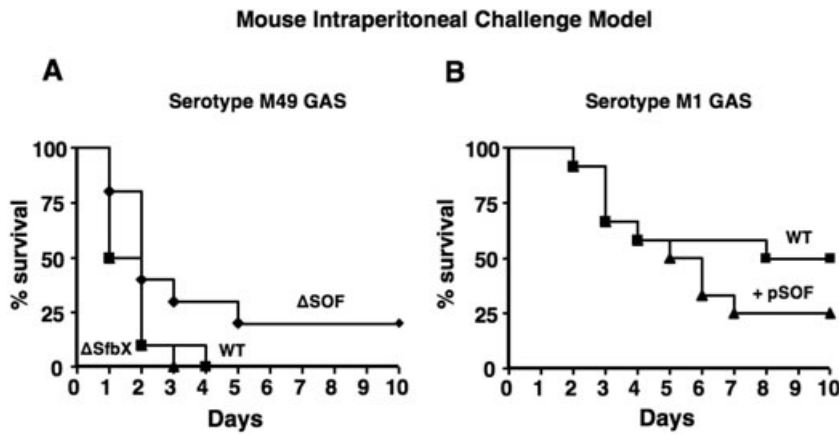 Mouse Intraperitoneal Challenge Model
A
Serotype M49 GAS
% survival
100
75
50
25
0
ΔSOF
ΔSfbX
WT
0 1 2 3 4 5 6 7 8 9 10
Days
B
Serotype M1 GAS
% survival
100
75
50
25
0
WT
+ pSOF
0 1 2 3 4 5 6 7 8 9 10
Days